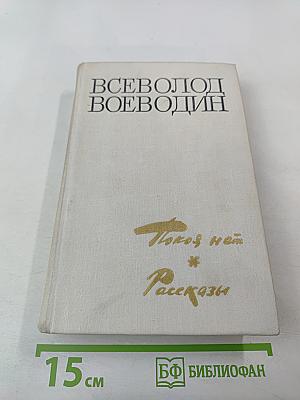 ВСЕВОЛОД
ВОЕВОДИН
Покоя нет
*
Рассказы
15 см
БФ БИБЛИОФАН